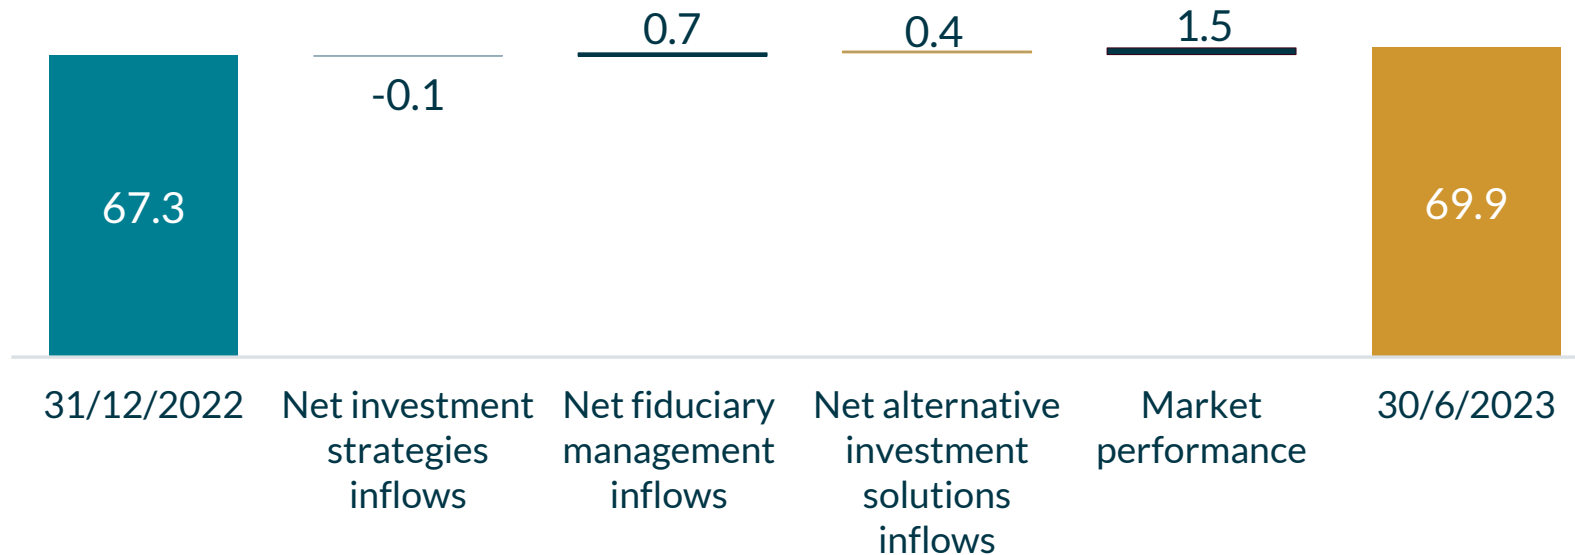 0.7
0.4
1.5
-0.1
67.3
69.9
31/12/2022
Net investment
strategies
inflows
Net fiduciary
management
inflows
Net alternative
investment
solutions
inflows
Market
performance
30/6/2023